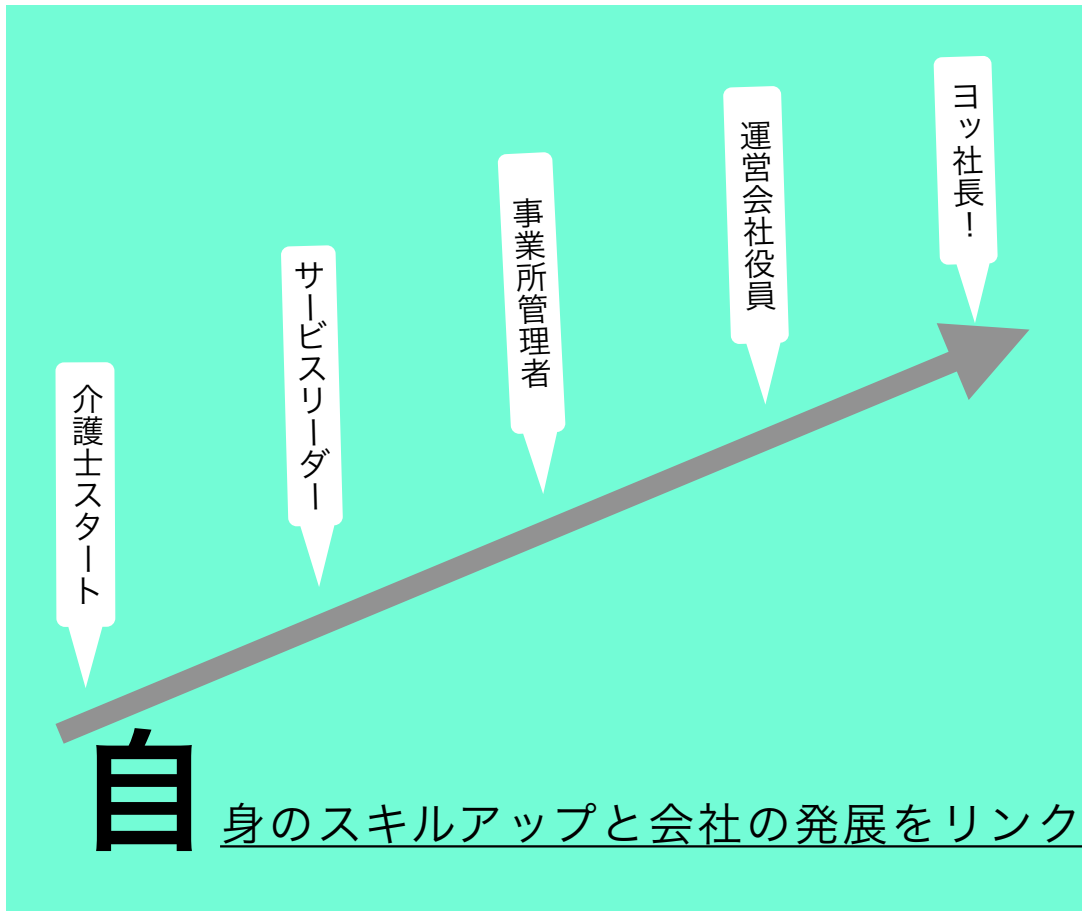 介護士スタート
サービスリーダー
事業所管理者
運営会社役員
ヨッ社長！
自身のスキルアップと会社の発展をリンク